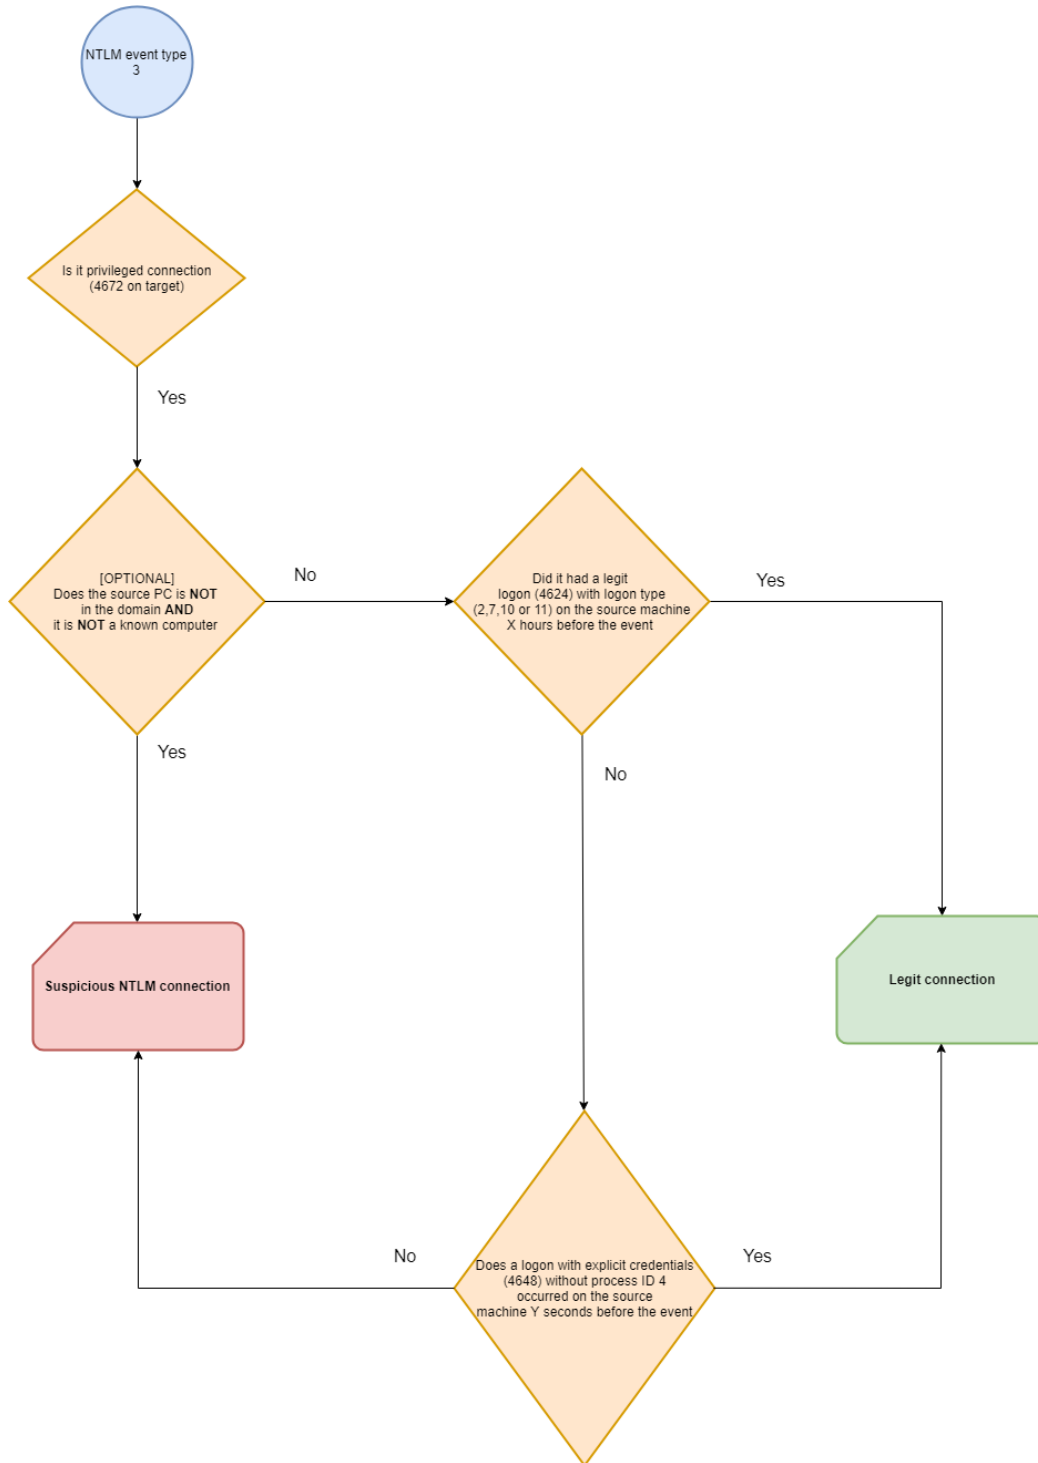 NTLM event type
3
Is it privileged connection
(4672 on target)
Yes
[OPTIONAL]
Does the source PC is NOT
in the domain AND
it is NOT a known computer
No
Did it had a legit
logon (4624) with logon type
(2,7,10 or 11) on the source machine
X hours before the event
Yes
Yes
No
Suspicious NTLM connection
Legit connection
No
Does a logon with explicit credentials
(4648) without process ID 4
occurred on the source
machine Y seconds before the event
Yes